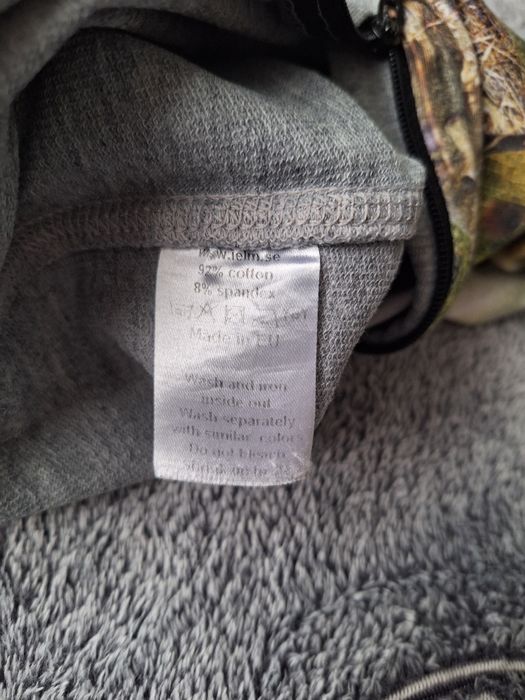 92% cotton
8% spandex
Made in EU
Wash and iron
inside out
Wash separately
with similar colors
Do not bleach